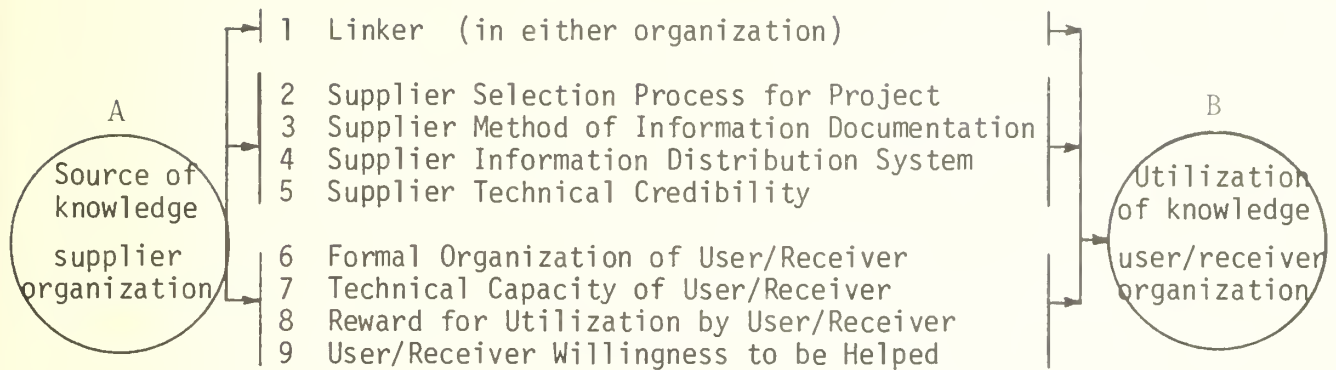 1 Linker (in either organization)
A
Source of
knowledge
supplier
organization
2 Supplier Selection Process for Project
3 Supplier Method of Information Documentation
4 Supplier Information Distribution System
5 Supplier Technical Credibility
6 Formal Organization of User/Receiver
7 Technical Capacity of User/Receiver
8 Reward for Utilization by User/Receiver
9 User/Receiver Willingness to be Helped
B
Utilization
of knowledge
user/receiver
organization